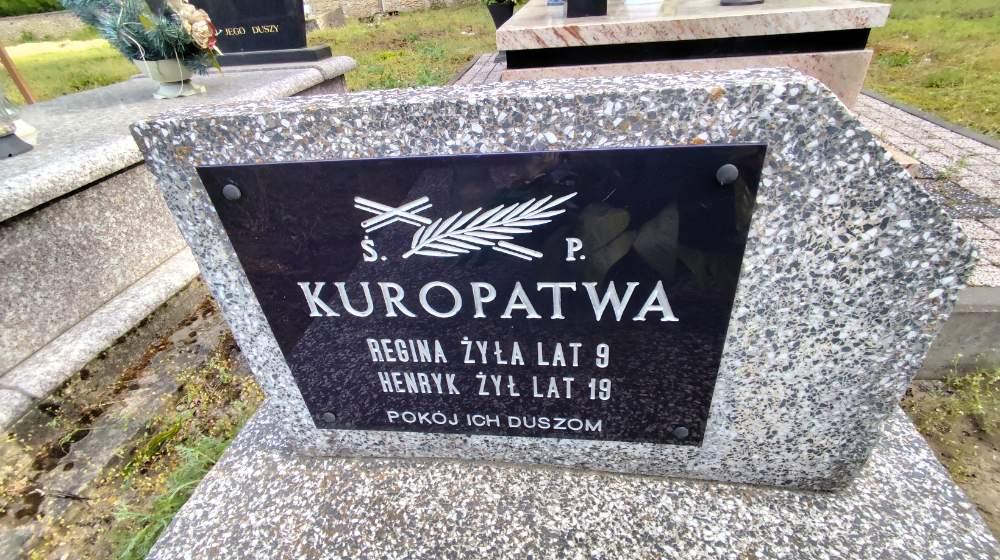 JEGO DUSZY
Ś. P.
KUROPATWA
REGINA ŻYŁA LAT 9
HENRYK ŻYŁ LAT 19
POKÓJ ICH DUSZOM